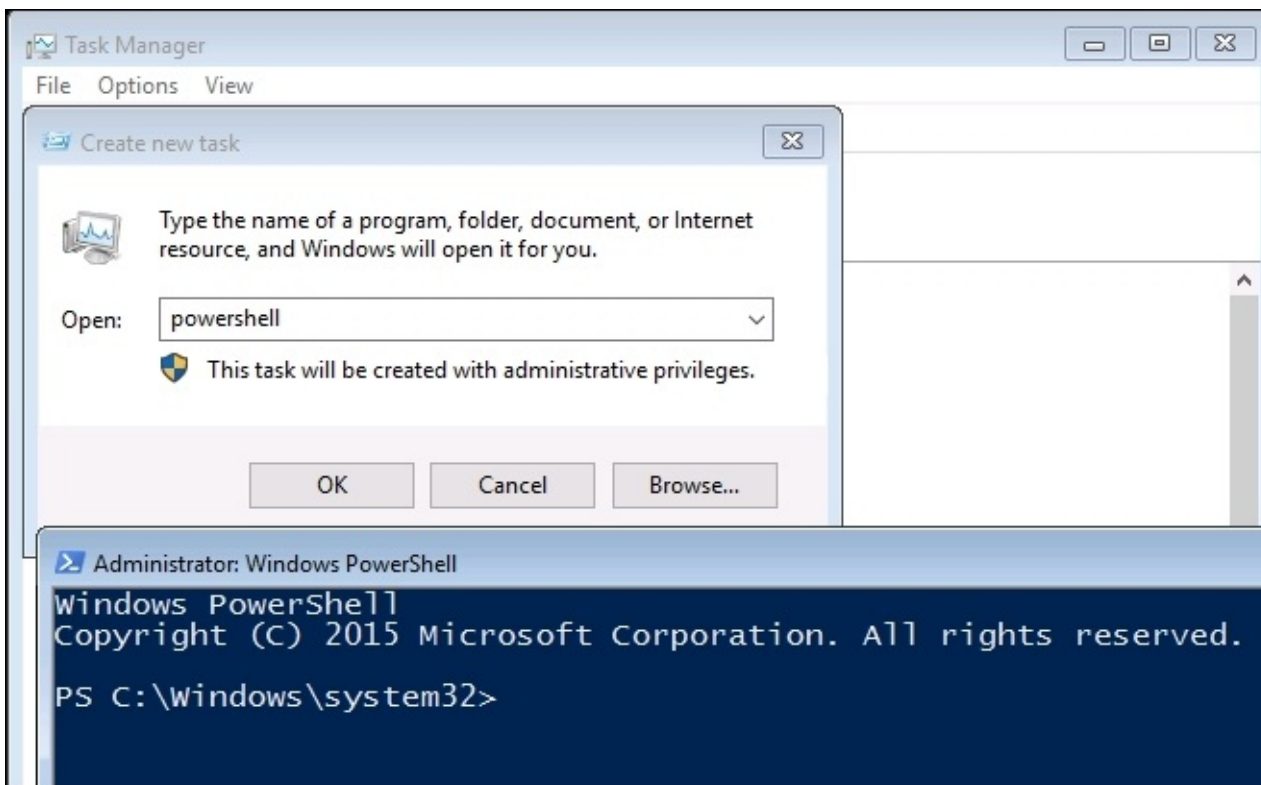 Task Manager
File Options View
Create new task
Type the name of a program, folder, document, or Internet
resource, and Windows will open it for you.
Open: powershell
This task will be created with administrative privileges.
OK Cancel Browse...
Administrator: Windows PowerShell
Windows PowerShell
Copyright (C) 2015 Microsoft Corporation. All rights reserved.
PS C:\Windows\system32>